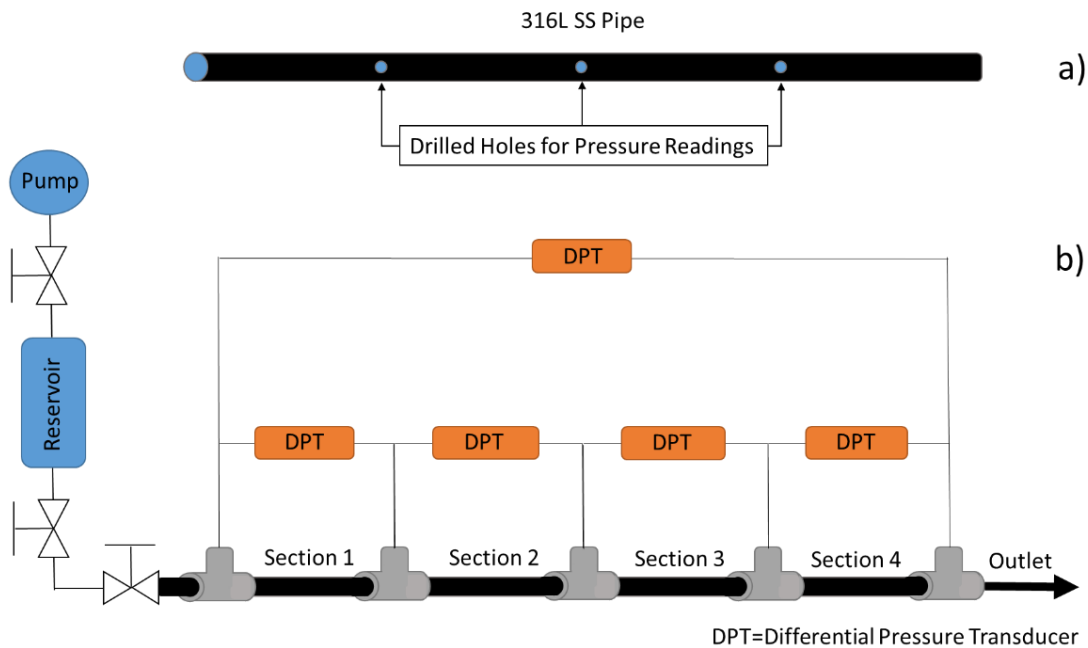 316L SS Pipe
a)
Drilled Holes for Pressure Readings
Pump
DPT
b)
Reservoir
DPT
DPT
DPT
DPT
Section 1
Section 2
Section 3
Section 4
Outlet
DPT=Differential Pressure Transducer